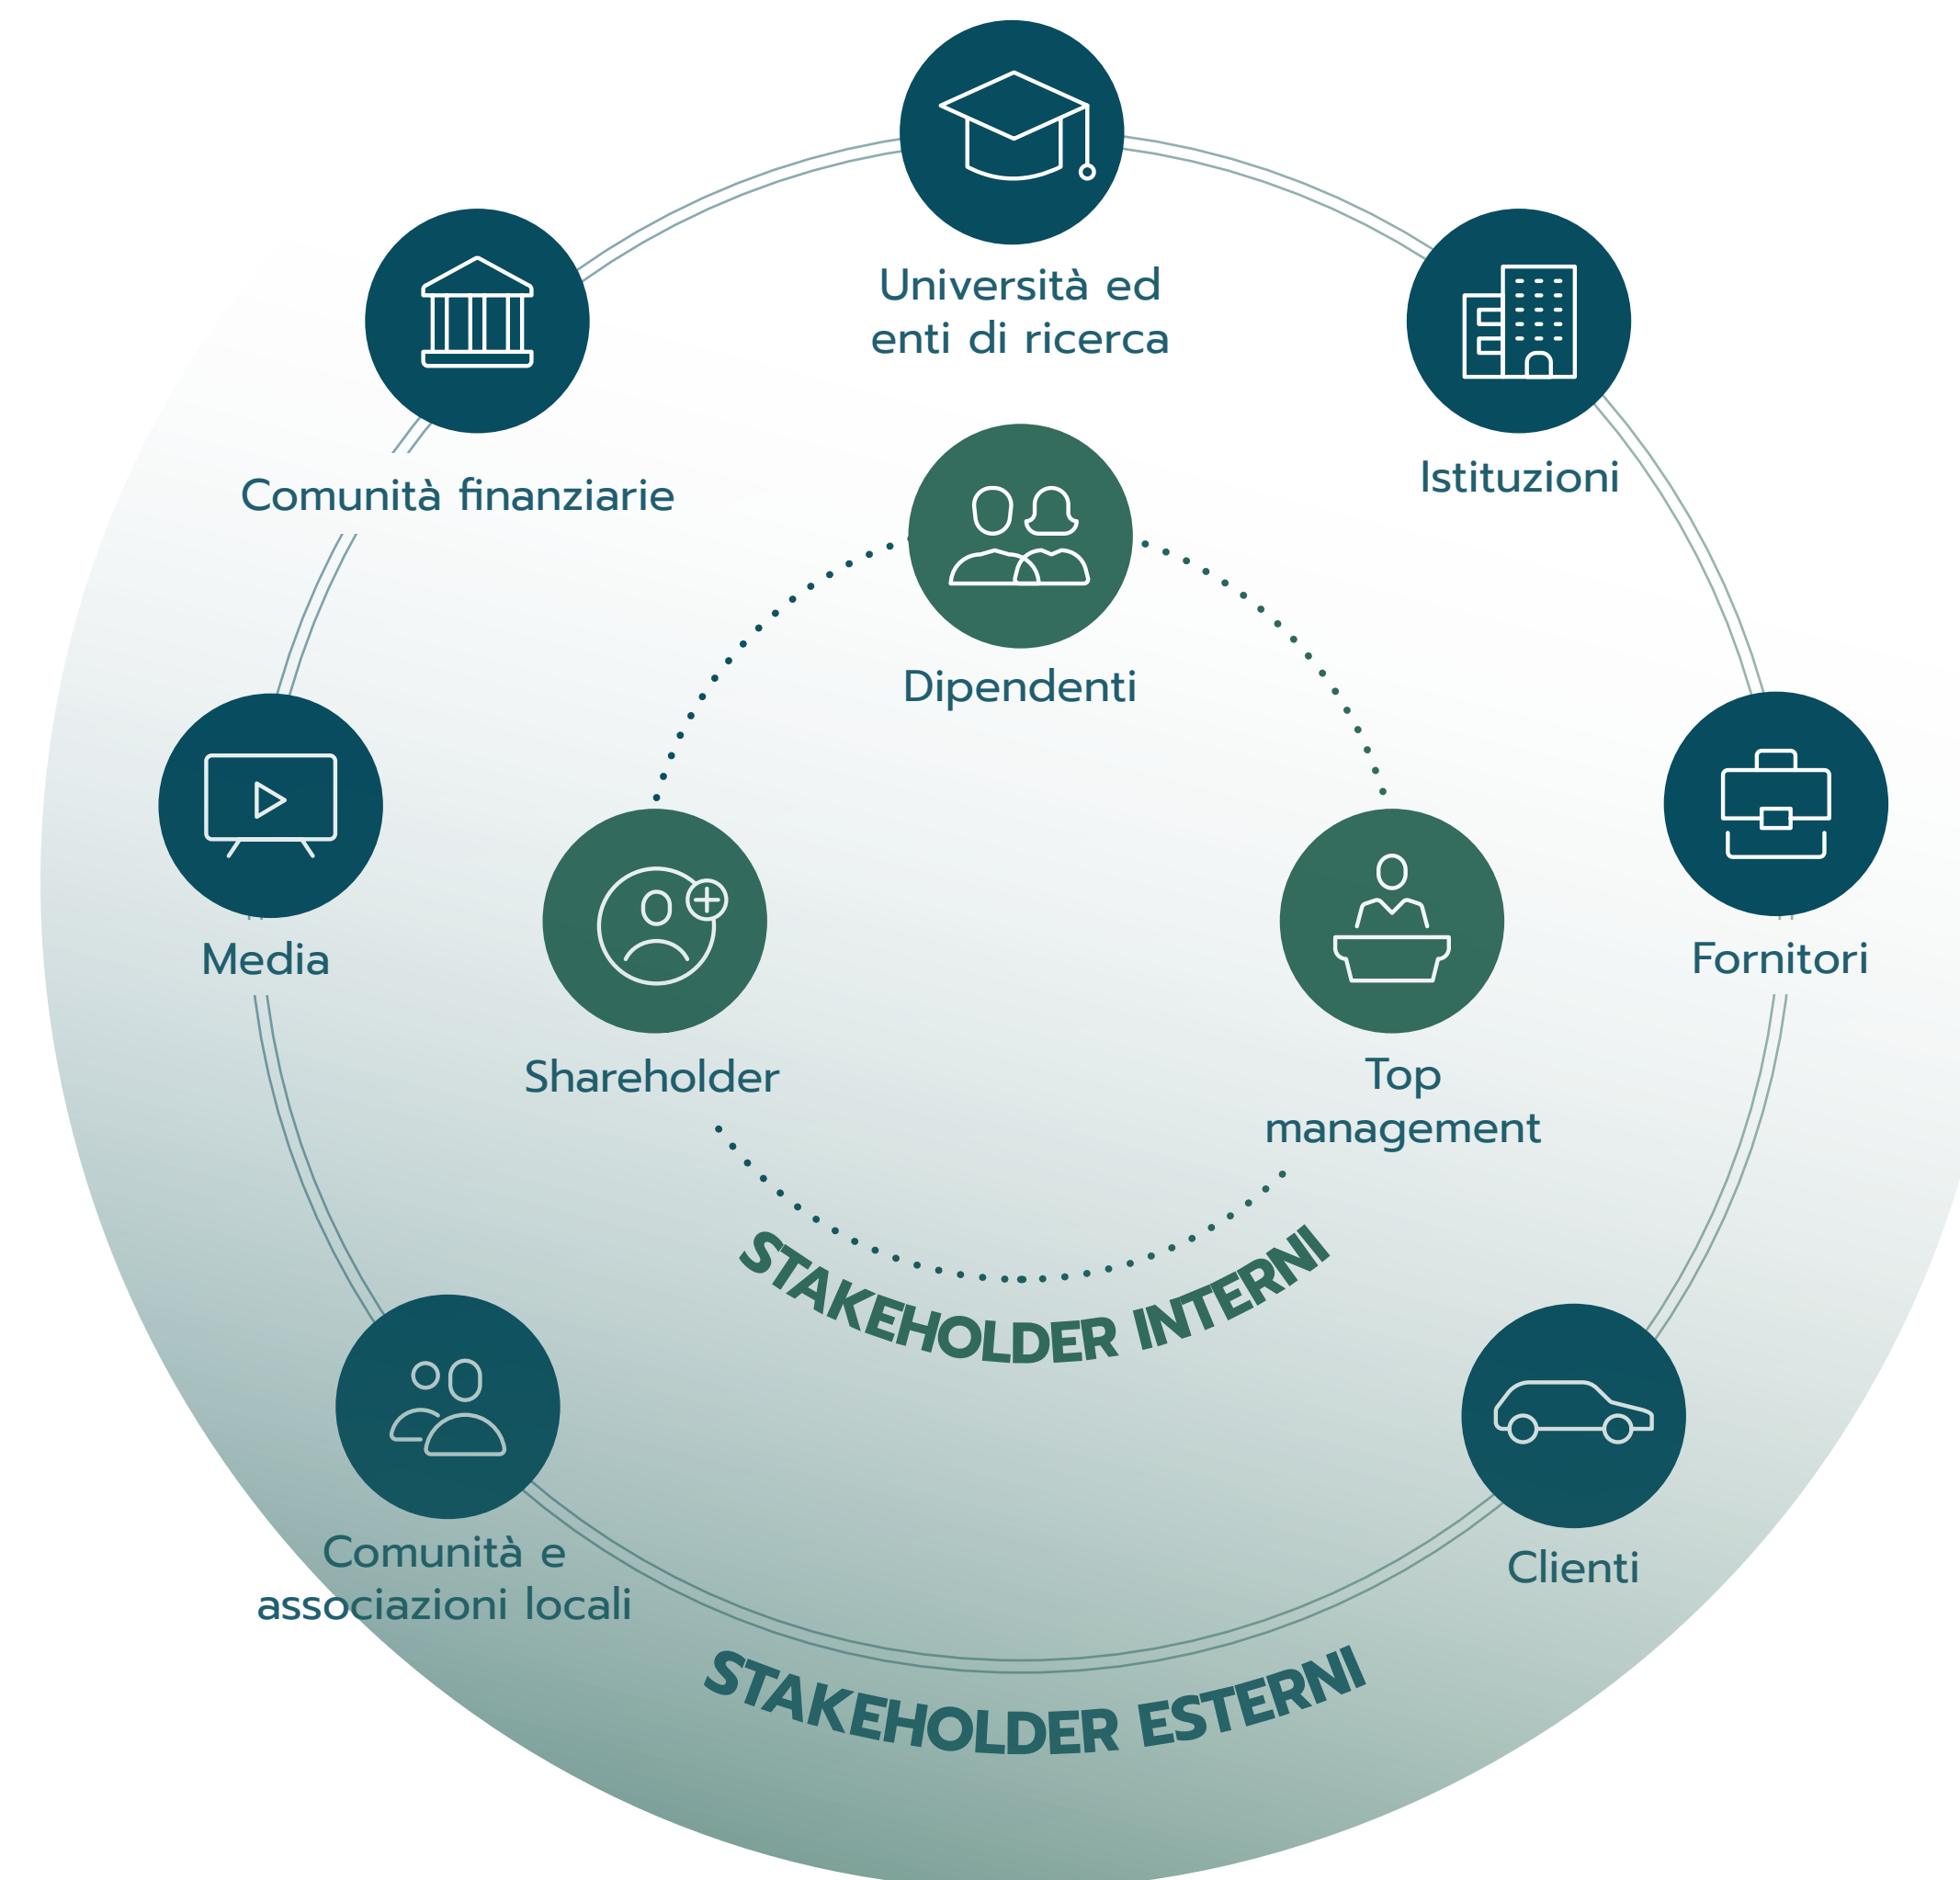 Università ed
enti di ricerca
Comunità finanziarie
Istituzioni
Dipendenti
Media
Fornitori
Shareholder
Top
management
STAKEHOLDER INTERNI
Comunità e
associazioni locali
Clienti
STAKEHOLDER ESTERNI